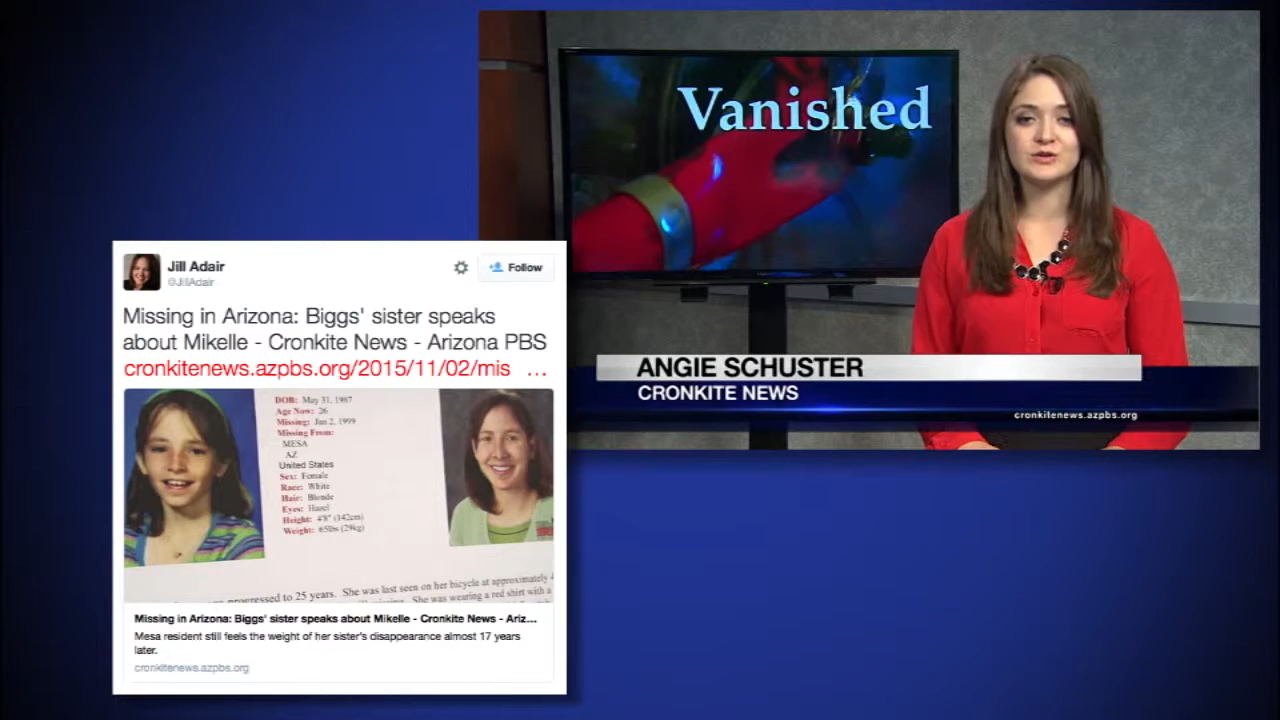 Vanished
ANGIE SCHUSTER
CRONKITE NEWS
cronkitenews.azpbs.org
Jill Adair
@JillAdair
Follow
Missing in Arizona: Biggs' sister speaks
about Mikelle - Cronkite News - Arizona PBS
cronkitenews.azpbs.org/2015/11/02/mis ...
DOB: May 31, 1987
Age Now: 26
Missing: Jan 2, 1999
Missing From:
MESA
AZ
United States
Sex: Female
Race: White
Hair: Blonde
Eyes: Hazel
Height: 4'8" (142cm)
Weight: 65lbs (29kg)
progressed to 25 years. She was last seen on her bicycle at approximately 4
missing. She was wearing a red shirt with a
Missing in Arizona: Biggs' sister speaks about Mikelle - Cronkite News - Ariz...
Mesa resident still feels the weight of her sister's disappearance almost 17 years
later.
cronkitenews.azpbs.org